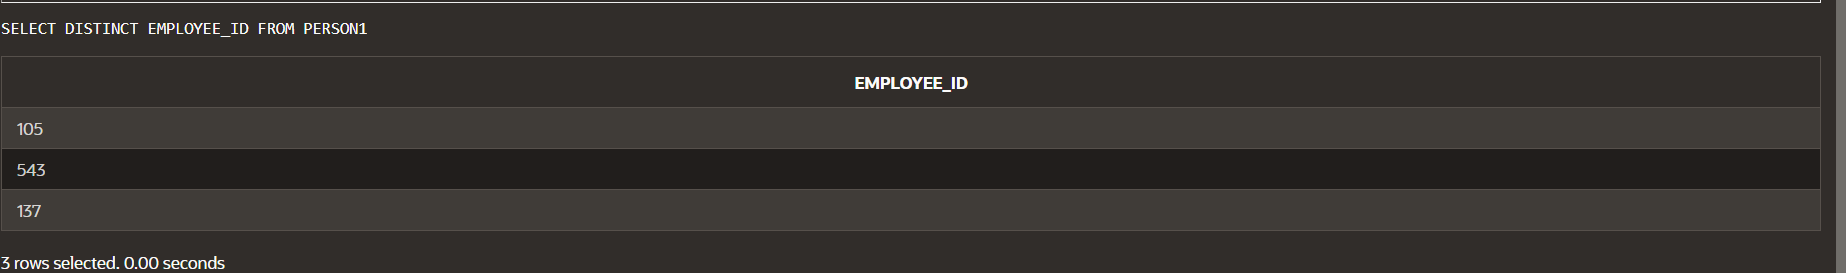 SELECT DISTINCT EMPLOYEE_ID FROM PERSON1
EMPLOYEE_ID
105
543
137
3 rows selected. 0.00 seconds